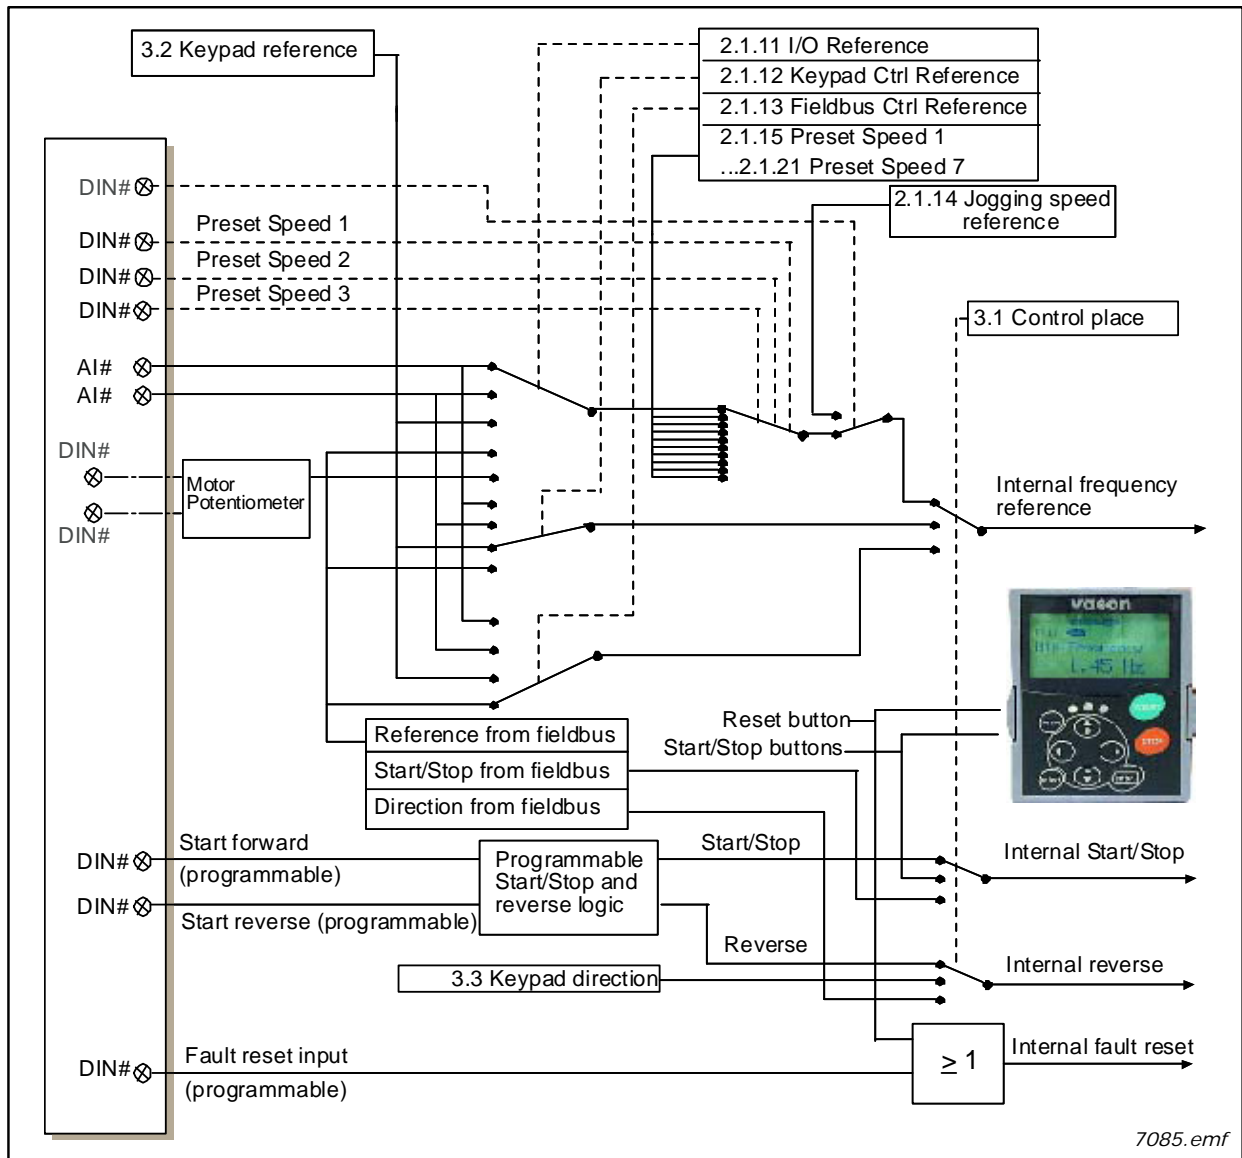 3.2 Keypad reference
2.1.11 I/O Reference
2.1.12 Keypad Ctrl Reference
2.1.13 Fieldbus Ctrl Reference
2.1.15 Preset Speed 1
...2.1.21 Preset Speed 7
2.1.14 Jogging speed
reference
3.1 Control place
DIN#
DIN#
Preset Speed 1
DIN#
Preset Speed 2
DIN#
Preset Speed 3
AI#
AI#
DIN#
DIN#
Motor
Potentiometer
Internal frequency
reference
vacon
1.45 Hz
STOP
Reset button
Start/Stop buttons
Reference from fieldbus
Start/Stop from fieldbus
Direction from fieldbus
DIN#
Start forward
(programmable)
DIN#
Start reverse (programmable)
Programmable
Start/Stop and
reverse logic
Start/Stop
Internal Start/Stop
Reverse
Internal reverse
3.3 Keypad direction
DIN#
Fault reset input
(programmable)
≥ 1
Internal fault reset
7085.emf